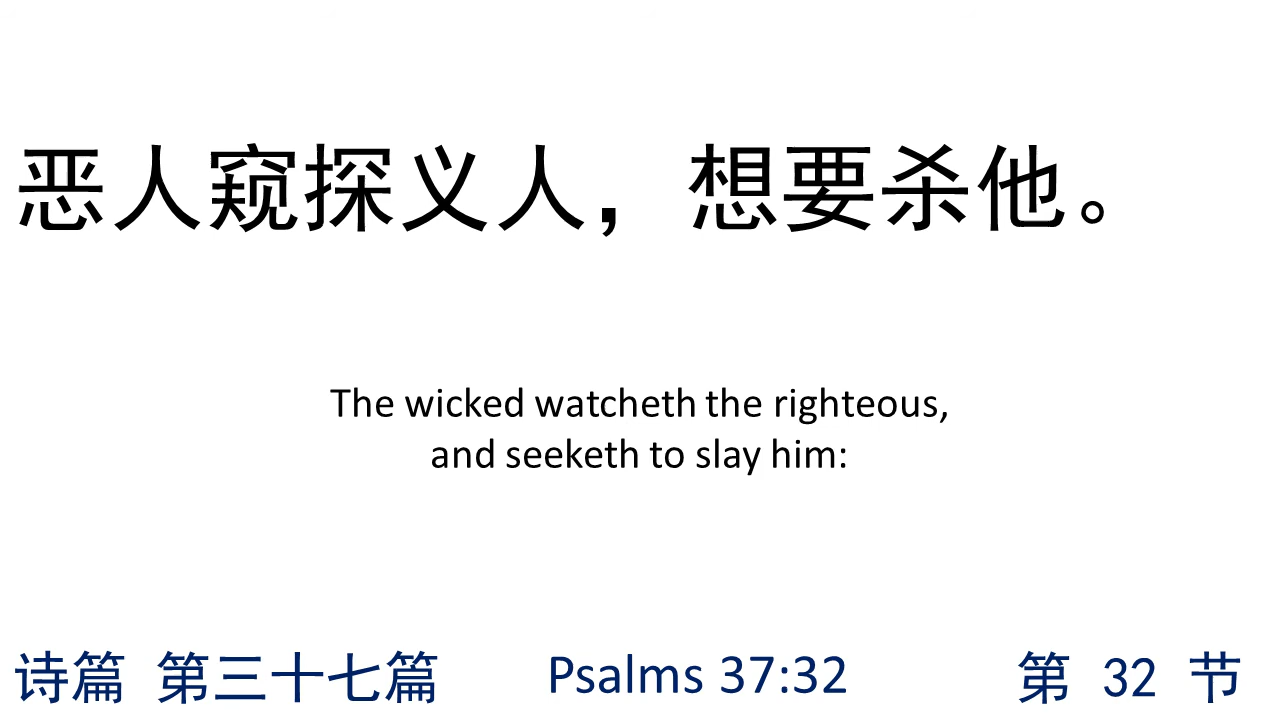 恶人窥探义人，想要杀他。
The wicked watcheth the righteous,
and seeketh to slay him:
诗篇 第三十七篇 Psalms 37:32 第 32 节